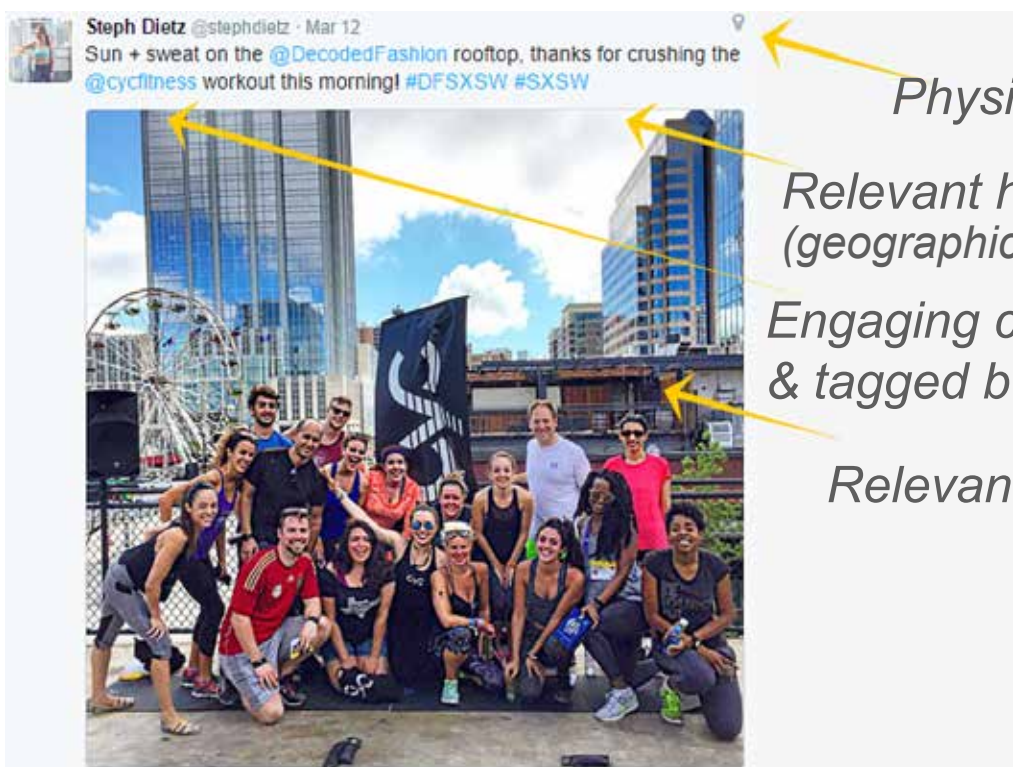 Steph Dietz @stephdietz · Mar 12
Sun + sweat on the @DecodedFashion rooftop, thanks for crushing the
@cycfitness workout this morning! #DFSXSW #SXSW
Physi
Relevant h
(geographic
Engaging c
& tagged b
Relevan